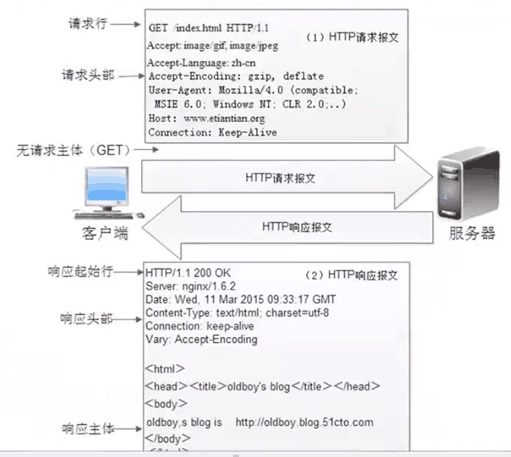 请求行
GET /index.html HTTP/1.1
(1) HTTP请求报文
Accept: image/gif, image/jpeg
Accept-Language: zh-cn
请求头部
Accept-Encoding: gzip, deflate
User-Agent: Mozilla/4.0 (compatible;
MSIE 6.0; Windows NT; CLR 2.0;..)
Host: www.etiantian.org
Connection: Keep-Alive
无请求主体（GET）
HTTP请求报文
HTTP响应报文
客户端
服务器
响应起始行
HTTP/1.1 200 OK
(2) HTTP响应报文
Server: nginx/1.6.2
Date: Wed, 11 Mar 2015 09:33:17 GMT
响应头部
Content-Type: text/html; charset=utf-8
Connection: keep-alive
Vary: Accept-Encoding
<html>
<head><title>oldboy's blog</title></head>
<body>
响应主体
oldboy,s blog is http://oldboy.blog.51cto.com
</body>